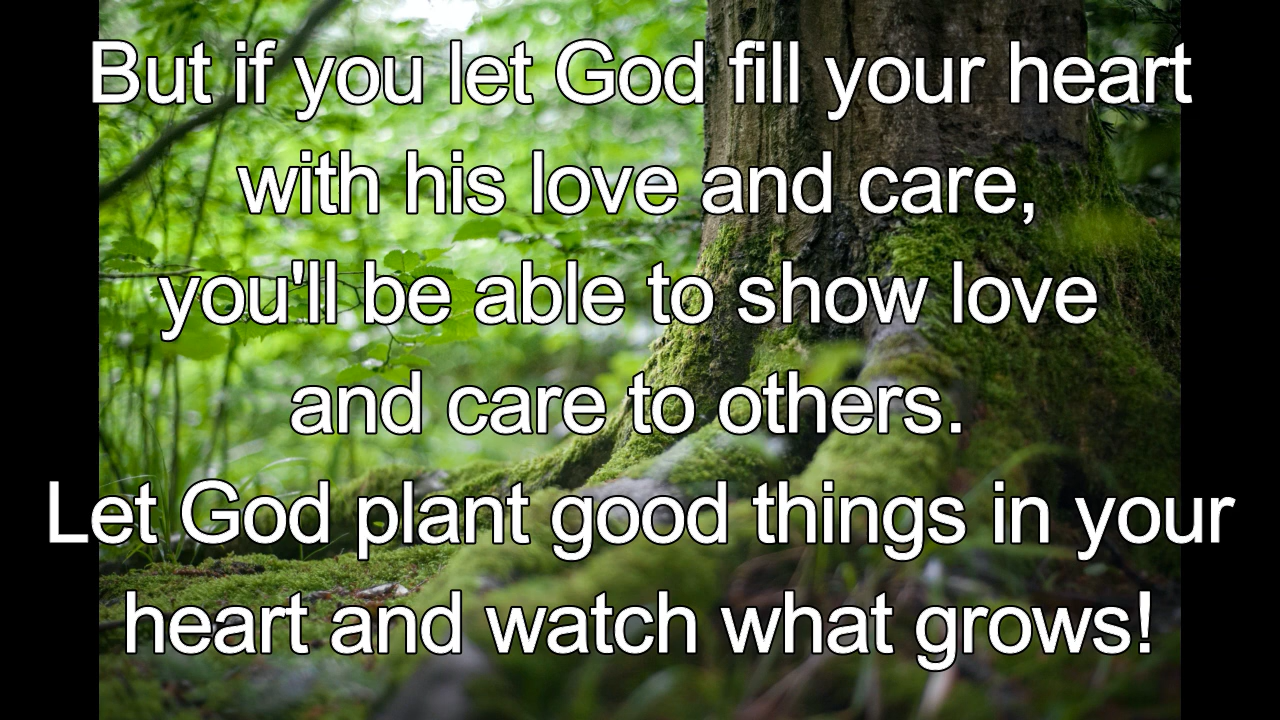 But if you let God fill your heart
with his love and care,
you'll be able to show love
and care to others.
Let God plant good things in your
heart and watch what grows!